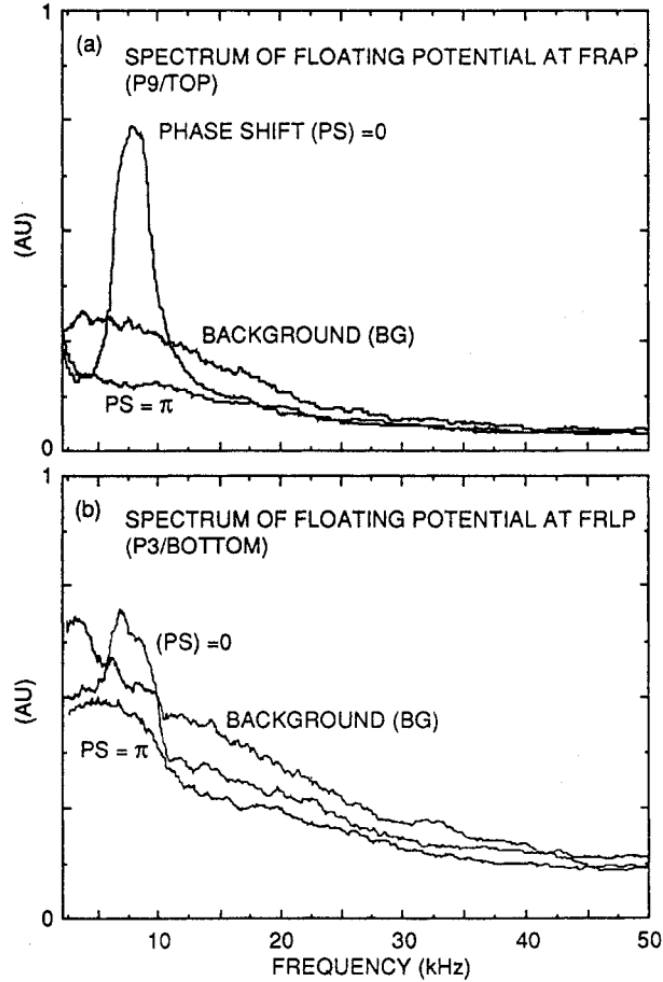 1
(a)
SPECTRUM OF FLOATING POTENTIAL AT FRAP
(P9/TOP)
PHASE SHIFT (PS) =0
(AU)
BACKGROUND (BG)
PS = π
0
1
(b)
SPECTRUM OF FLOATING POTENTIAL AT FRLP
(P3/BOTTOM)
(PS) =0
(AU)
BACKGROUND (BG)
PS = π
0
10 20 30 40 50
FREQUENCY (kHz)